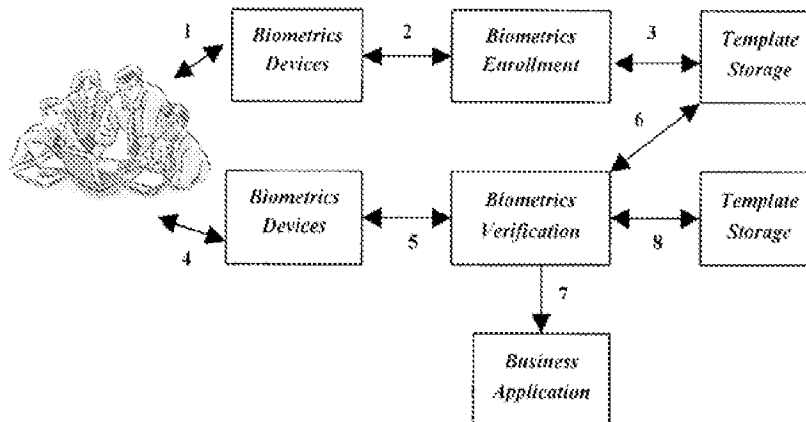 1
Biometrics
Devices
2
Biometrics
Enrollment
3
Template
Storage
6
4
Biometrics
Devices
5
Biometrics
Verification
8
Template
Storage
7
Business
Application